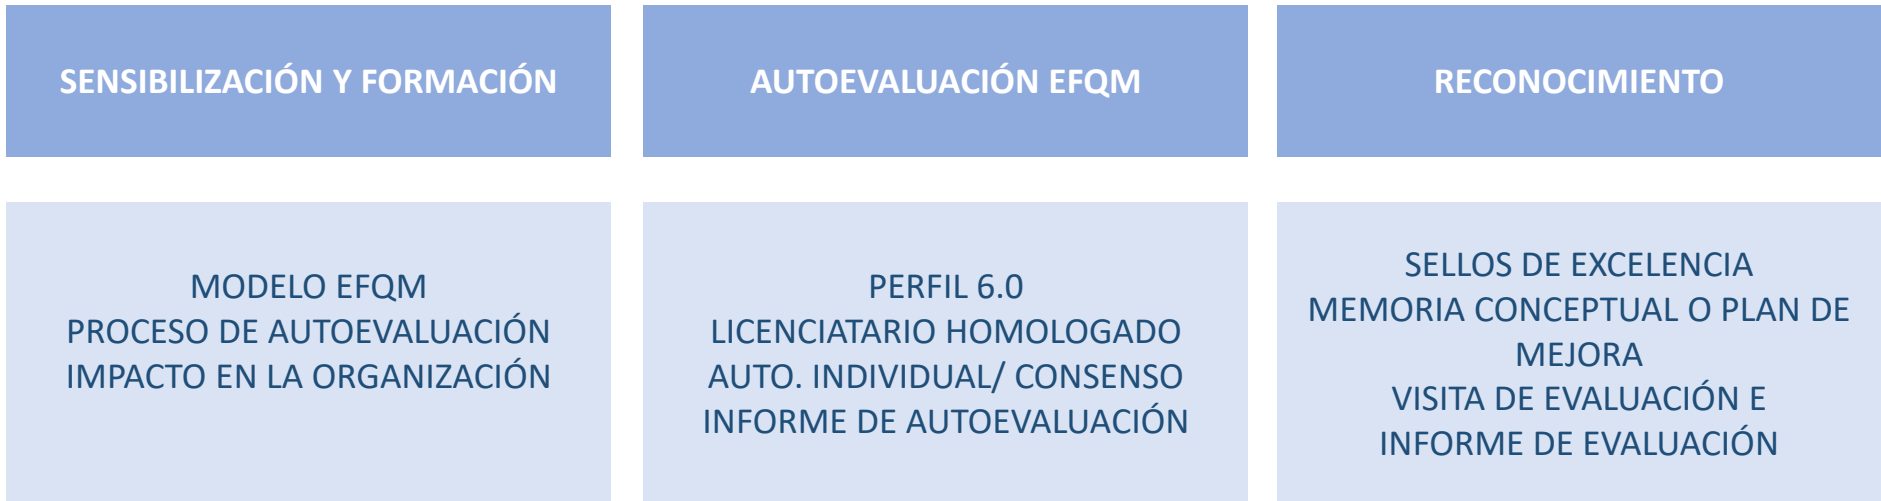 SENSIBILIZACIÓN Y FORMACIÓN
AUTOEVALUACIÓN EFQM
RECONOCIMIENTO
MODELO EFQM
PROCESO DE AUTOEVALUACIÓN
IMPACTO EN LA ORGANIZACIÓN
PERFIL 6.0
LICENCIATARIO HOMOLOGADO
AUTO. INDIVIDUAL/ CONSENSO
INFORME DE AUTOEVALUACIÓN
SELLOS DE EXCELENCIA
MEMORIA CONCEPTUAL O PLAN DE
MEJORA
VISITA DE EVALUACIÓN E
INFORME DE EVALUACIÓN